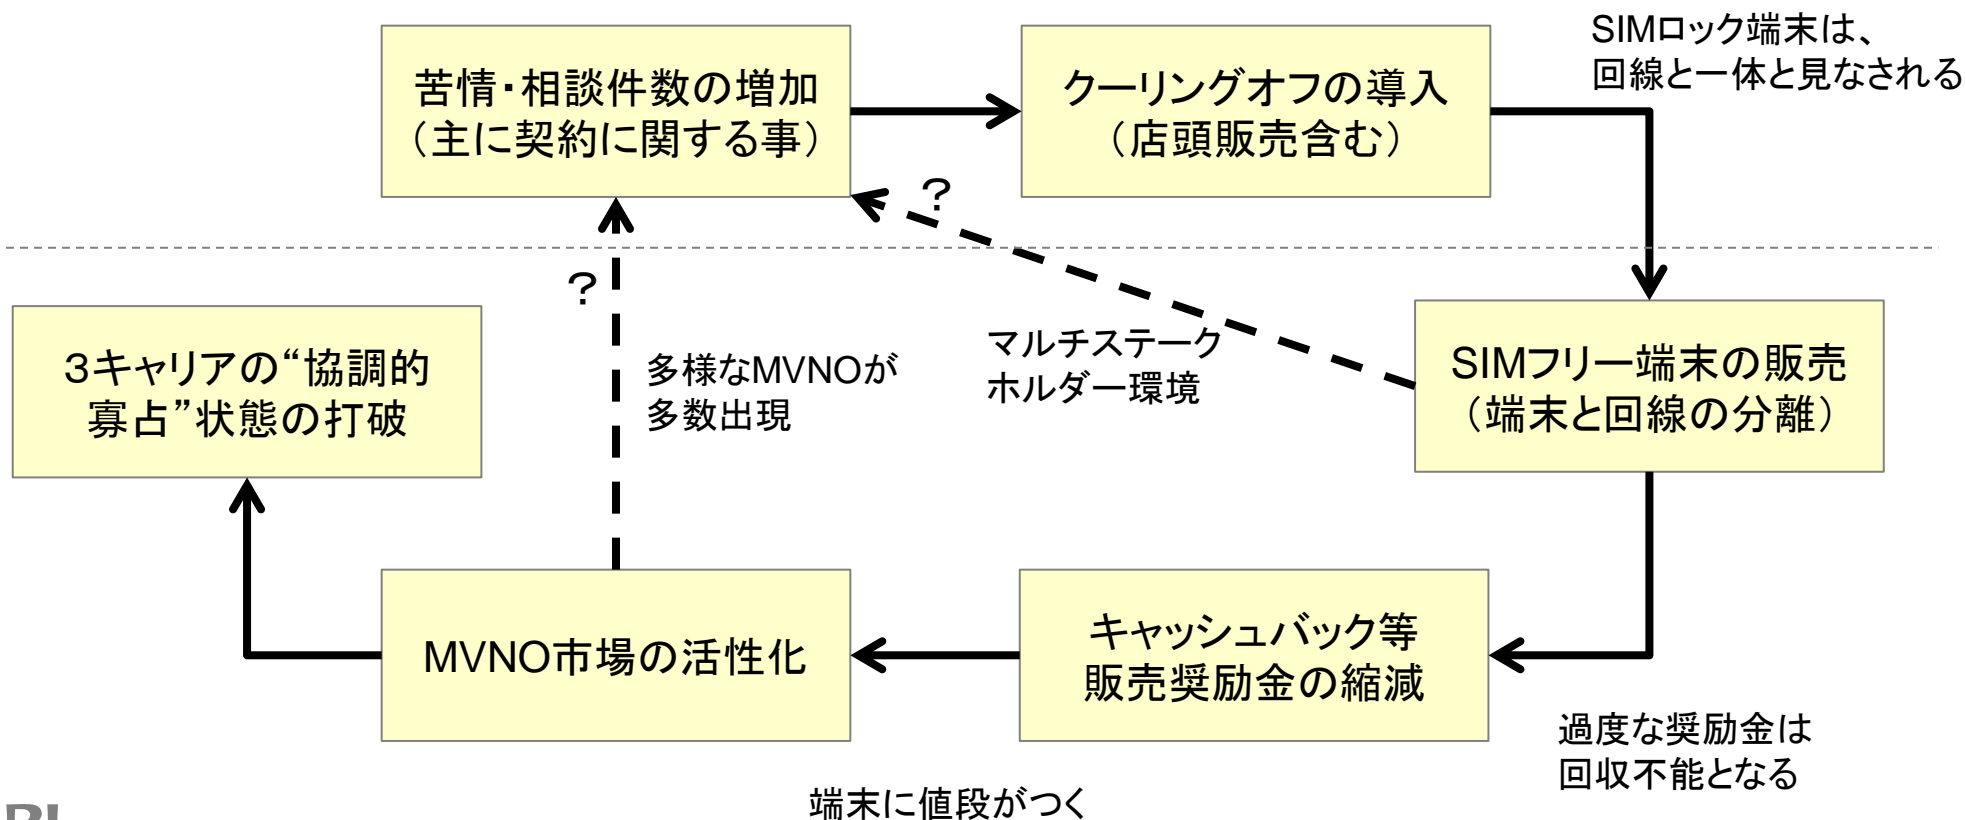 SIMロック端末は、
回線と一体と見なされる
苦情・相談件数の増加
（主に契約に関する事）
クーリングオフの導入
（店頭販売含む）
？
？
３キャリアの“協調的
寡占”状態の打破
多様なMVNOが
多数出現
マルチステーク
ホルダー環境
SIMフリー端末の販売
（端末と回線の分離）
MVNO市場の活性化
キャッシュバック等
販売奨励金の縮減
過度な奨励金は
回収不能となる
端末に値段がつく